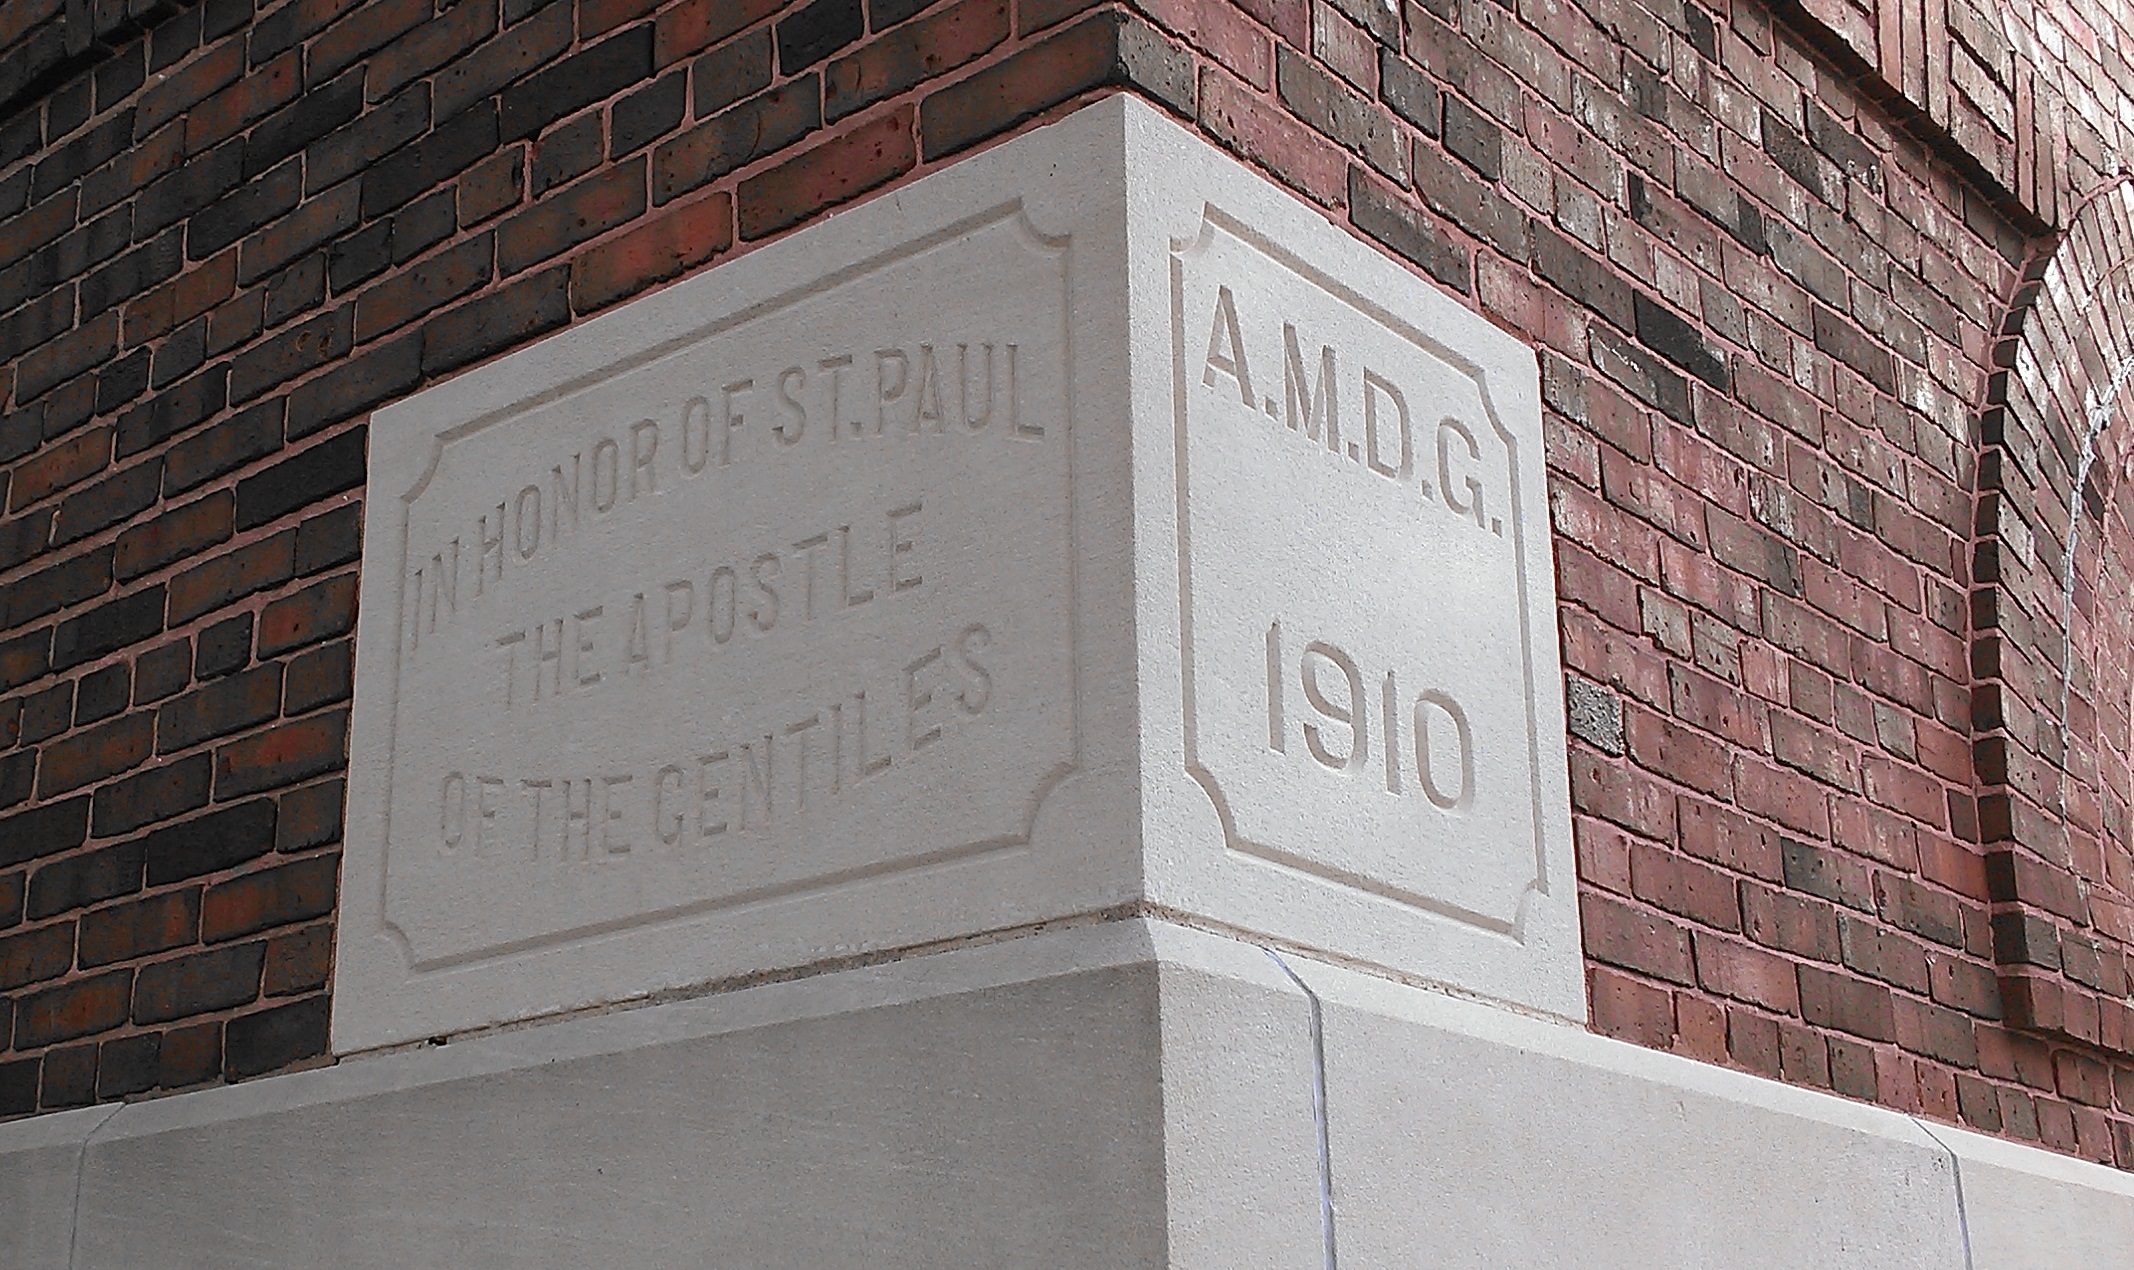 IN HONOR OF ST. PAUL
THE APOSTLE
OF THE GENTILES
A.M.D.G.
1910